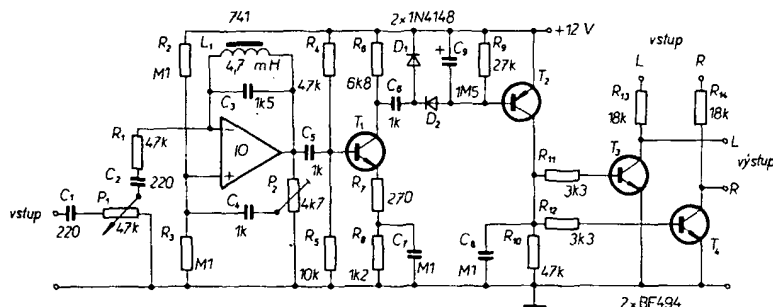 741
2×1N4148
+12 V
R2
M1
L1
4,7 mH
C3
1k5
R4
47k
R6
6k8
D1
C9
+
R9
27k
1M5
C6
1k
D2
T2
L
vstup
R
R13
18k
R14
18k
R1
47k
C2
220
IO
−
+
C5
1k
T1
P2
4k7
C4
1k
R7
270
R11
3k3
T3
L
výstup
R
R12
3k3
T4
vstup
C1
220
P1
47k
R3
M1
R5
10k
R8
1k2
C7
M1
C8
M1
R10
47k
2×BF494